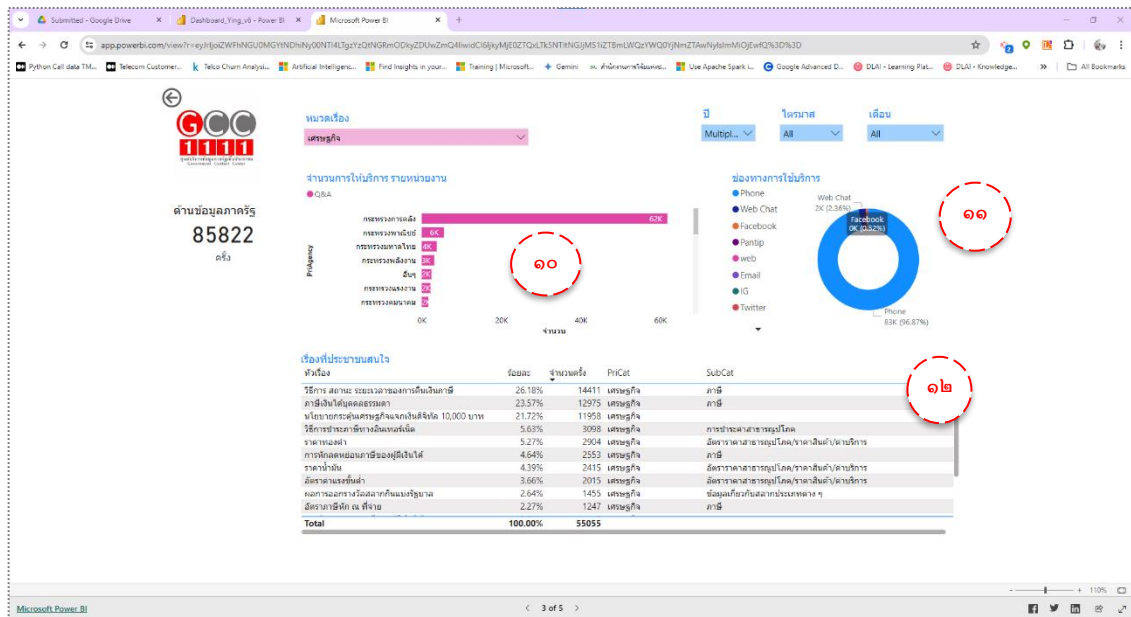 Submitted - Google Drive
Dashboard_Ying_v6 - Power BI
Microsoft Power BI
Python Call data TM...
Telecom Customer...
Telco Churn Analysi...
Artificial Intelligenc...
Find Insights in your...
Training | Microsoft...
Gemini
Use Apache Spark i...
Google Advanced D...
DLAI - Learning Plat...
DLAI - Knowledge...
All Bookmarks
GCC
1111
หมวดเรื่อง
เศรษฐกิจ
ปี
ไตรมาส
เดือน
Multipl...
All
All
ด้านข้อมูลภาครัฐ
85822
ครั้ง
จำนวนการให้บริการ รายหน่วยงาน
Q&A
PriAgency
กระทรวงการคลัง 62K
กระทรวงพาณิชย์ 6K
กระทรวงมหาดไทย 4K
กระทรวงพลังงาน 3K
อื่นๆ 2K
กระทรวงแรงงาน
กระทรวงคมนาคม
0K 20K 40K 60K
จำนวน
๑๐
ช่องทางการใช้บริการ
Phone
Web Chat
Facebook
Pantip
web
Email
IG
Twitter
Web Chat
2K (2.36%)
Facebook
0K (0.52%)
Phone
83K (96.87%)
๑๑
เรื่องที่ประชาชนสนใจ
หัวเรื่อง ร้อยละ จำนวนครั้ง PriCat SubCat
วิธีการ สถานะ ระยะเวลาของการคืนเงินภาษี 26.18% 14411 เศรษฐกิจ ภาษี
ภาษีเงินได้บุคคลธรรมดา 23.57% 12975 เศรษฐกิจ ภาษี
นโยบายกระตุ้นเศรษฐกิจแจกเงินดิจิทัล 10,000 บาท 21.72% 11958 เศรษฐกิจ
วิธีการชำระภาษีทางอินเทอร์เน็ต 5.63% 3098 เศรษฐกิจ การชำระค่าสาธารณูปโภค
ราคาทองคำ 5.27% 2904 เศรษฐกิจ อัตราราคาสาธารณูปโภค/ราคาสินค้า/ค่าบริการ
การหักลดหย่อนภาษีของผู้มีเงินได้ 4.64% 2553 เศรษฐกิจ ภาษี
ราคาน้ำมัน 4.39% 2415 เศรษฐกิจ อัตราราคาสาธารณูปโภค/ราคาสินค้า/ค่าบริการ
อัตราค่าแรงขั้นต่ำ 3.66% 2015 เศรษฐกิจ อัตราราคาสาธารณูปโภค/ราคาสินค้า/ค่าบริการ
ผลการออกรางวัลสลากกินแบ่งรัฐบาล 2.64% 1455 เศรษฐกิจ ข้อมูลเกี่ยวกับสลากประเภทต่าง ๆ
อัตราภาษีหัก ณ ที่จ่าย 2.27% 1247 เศรษฐกิจ ภาษี
Total 100.00% 55055
๑๒
110%
Microsoft Power BI
3 of 5